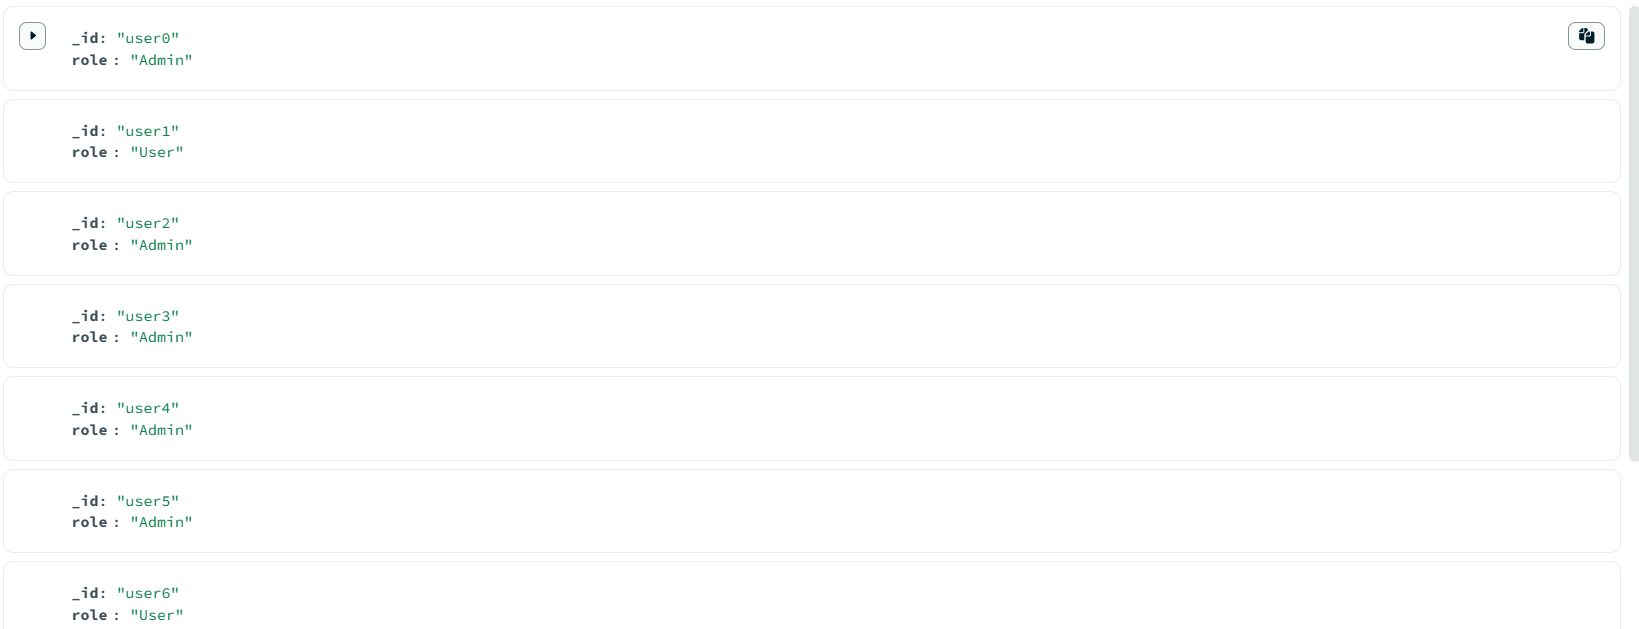 _id: "user0"
role : "Admin"
_id: "user1"
role : "User"
_id: "user2"
role : "Admin"
_id: "user3"
role : "Admin"
_id: "user4"
role : "Admin"
_id: "user5"
role : "Admin"
_id: "user6"
role : "User"